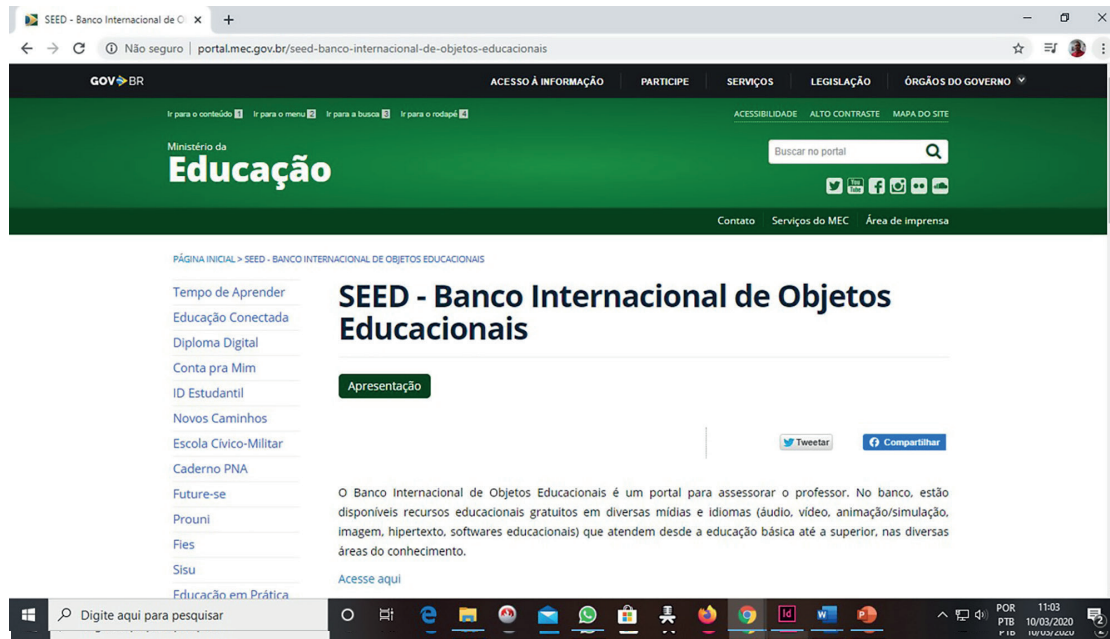 SEED - Banco Internacional de O
Não seguro | portal.mec.gov.br/seed-banco-internacional-de-objetos-educacionais
GOV BR
ACESSO À INFORMAÇÃO PARTICIPE SERVIÇOS LEGISLAÇÃO ÓRGÃOS DO GOVERNO
Ir para o conteúdo 1 Ir para o menu 2 Ir para a busca 3 Ir para o rodapé 4
ACESSIBILIDADE ALTO CONTRASTE MAPA DO SITE
Ministério da
Educação
Buscar no portal
You Tube
Contato Serviços do MEC Área de imprensa
PÁGINA INICIAL > SEED - BANCO INTERNACIONAL DE OBJETOS EDUCACIONAIS
Tempo de Aprender
Educação Conectada
Diploma Digital
Conta pra Mim
ID Estudantil
Novos Caminhos
Escola Cívico-Militar
Caderno PNA
Future-se
Prouni
Fies
Sisu
Educação em Prática
SEED - Banco Internacional de Objetos
Educacionais
Apresentação
Tweetar
Compartilhar
O Banco Internacional de Objetos Educacionais é um portal para assessorar o professor. No banco, estão
disponíveis recursos educacionais gratuitos em diversas mídias e idiomas (áudio, vídeo, animação/simulação,
imagem, hipertexto, softwares educacionais) que atendem desde a educação básica até a superior, nas diversas
áreas do conhecimento.
Acesse aqui
Digite aqui para pesquisar
Id
POR
PTB
11:03
10/03/2020
2